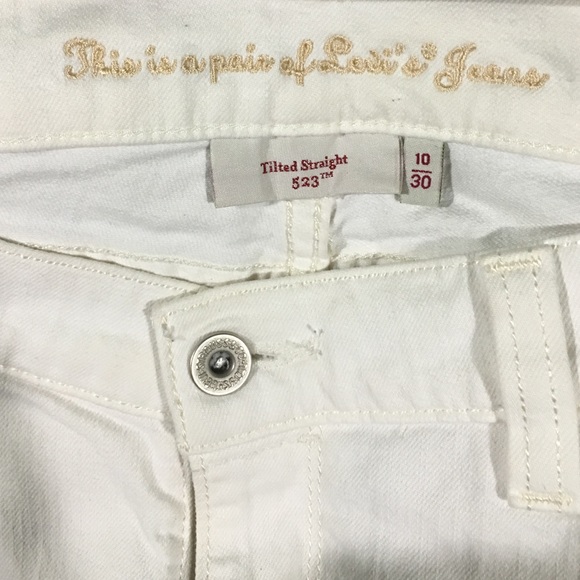 This is a pair of Levi's® Jeans
Tilted Straight
523™
10
30